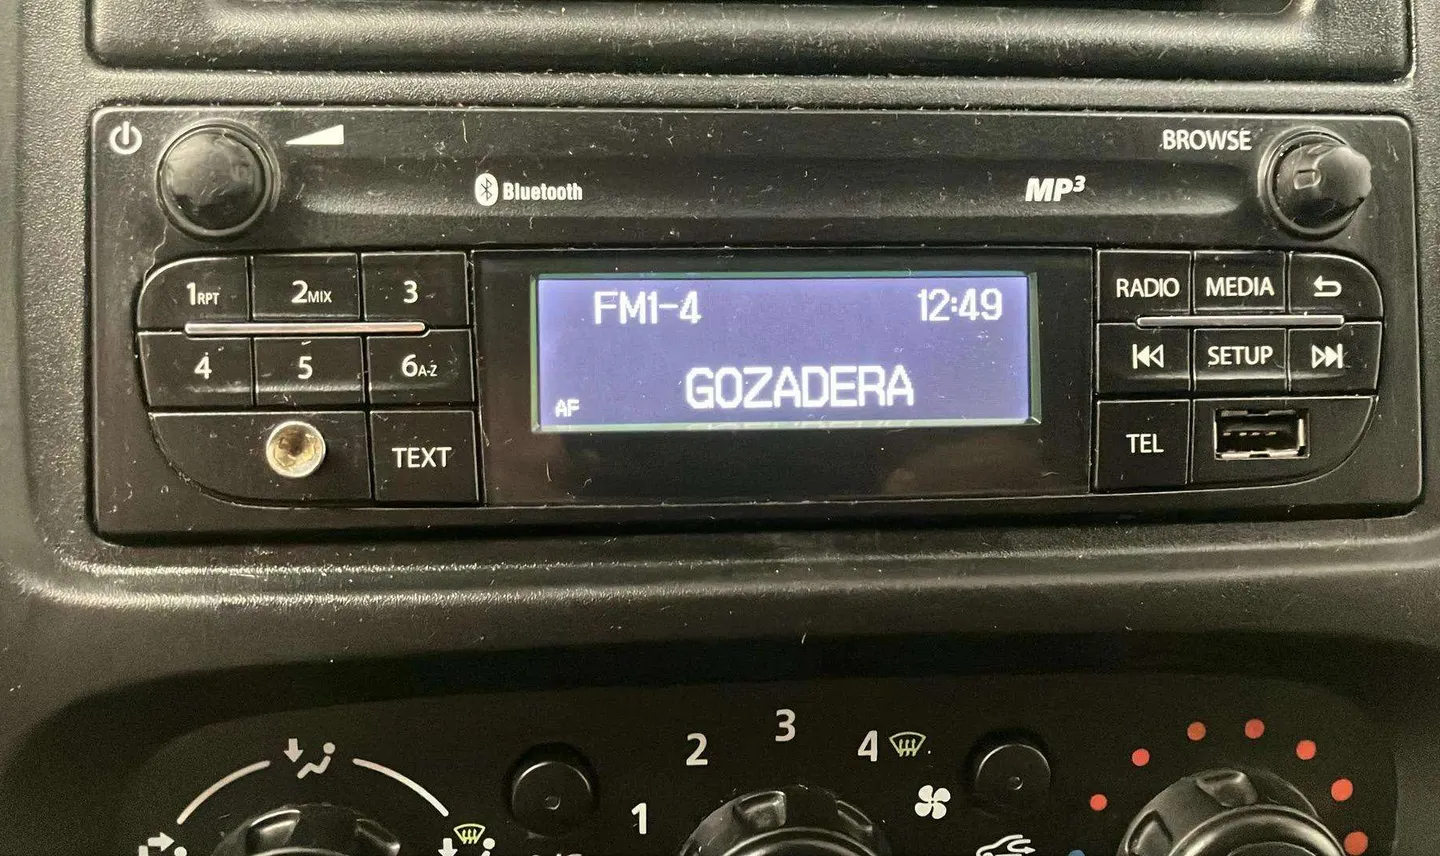 BROWSE
Bluetooth
MP3
1RPT 2MIX 3
FM1-4 12:49
RADIO MEDIA
4 5 6A-Z
AF GOZADERA
SETUP
TEXT
TEL
1 2 3 4